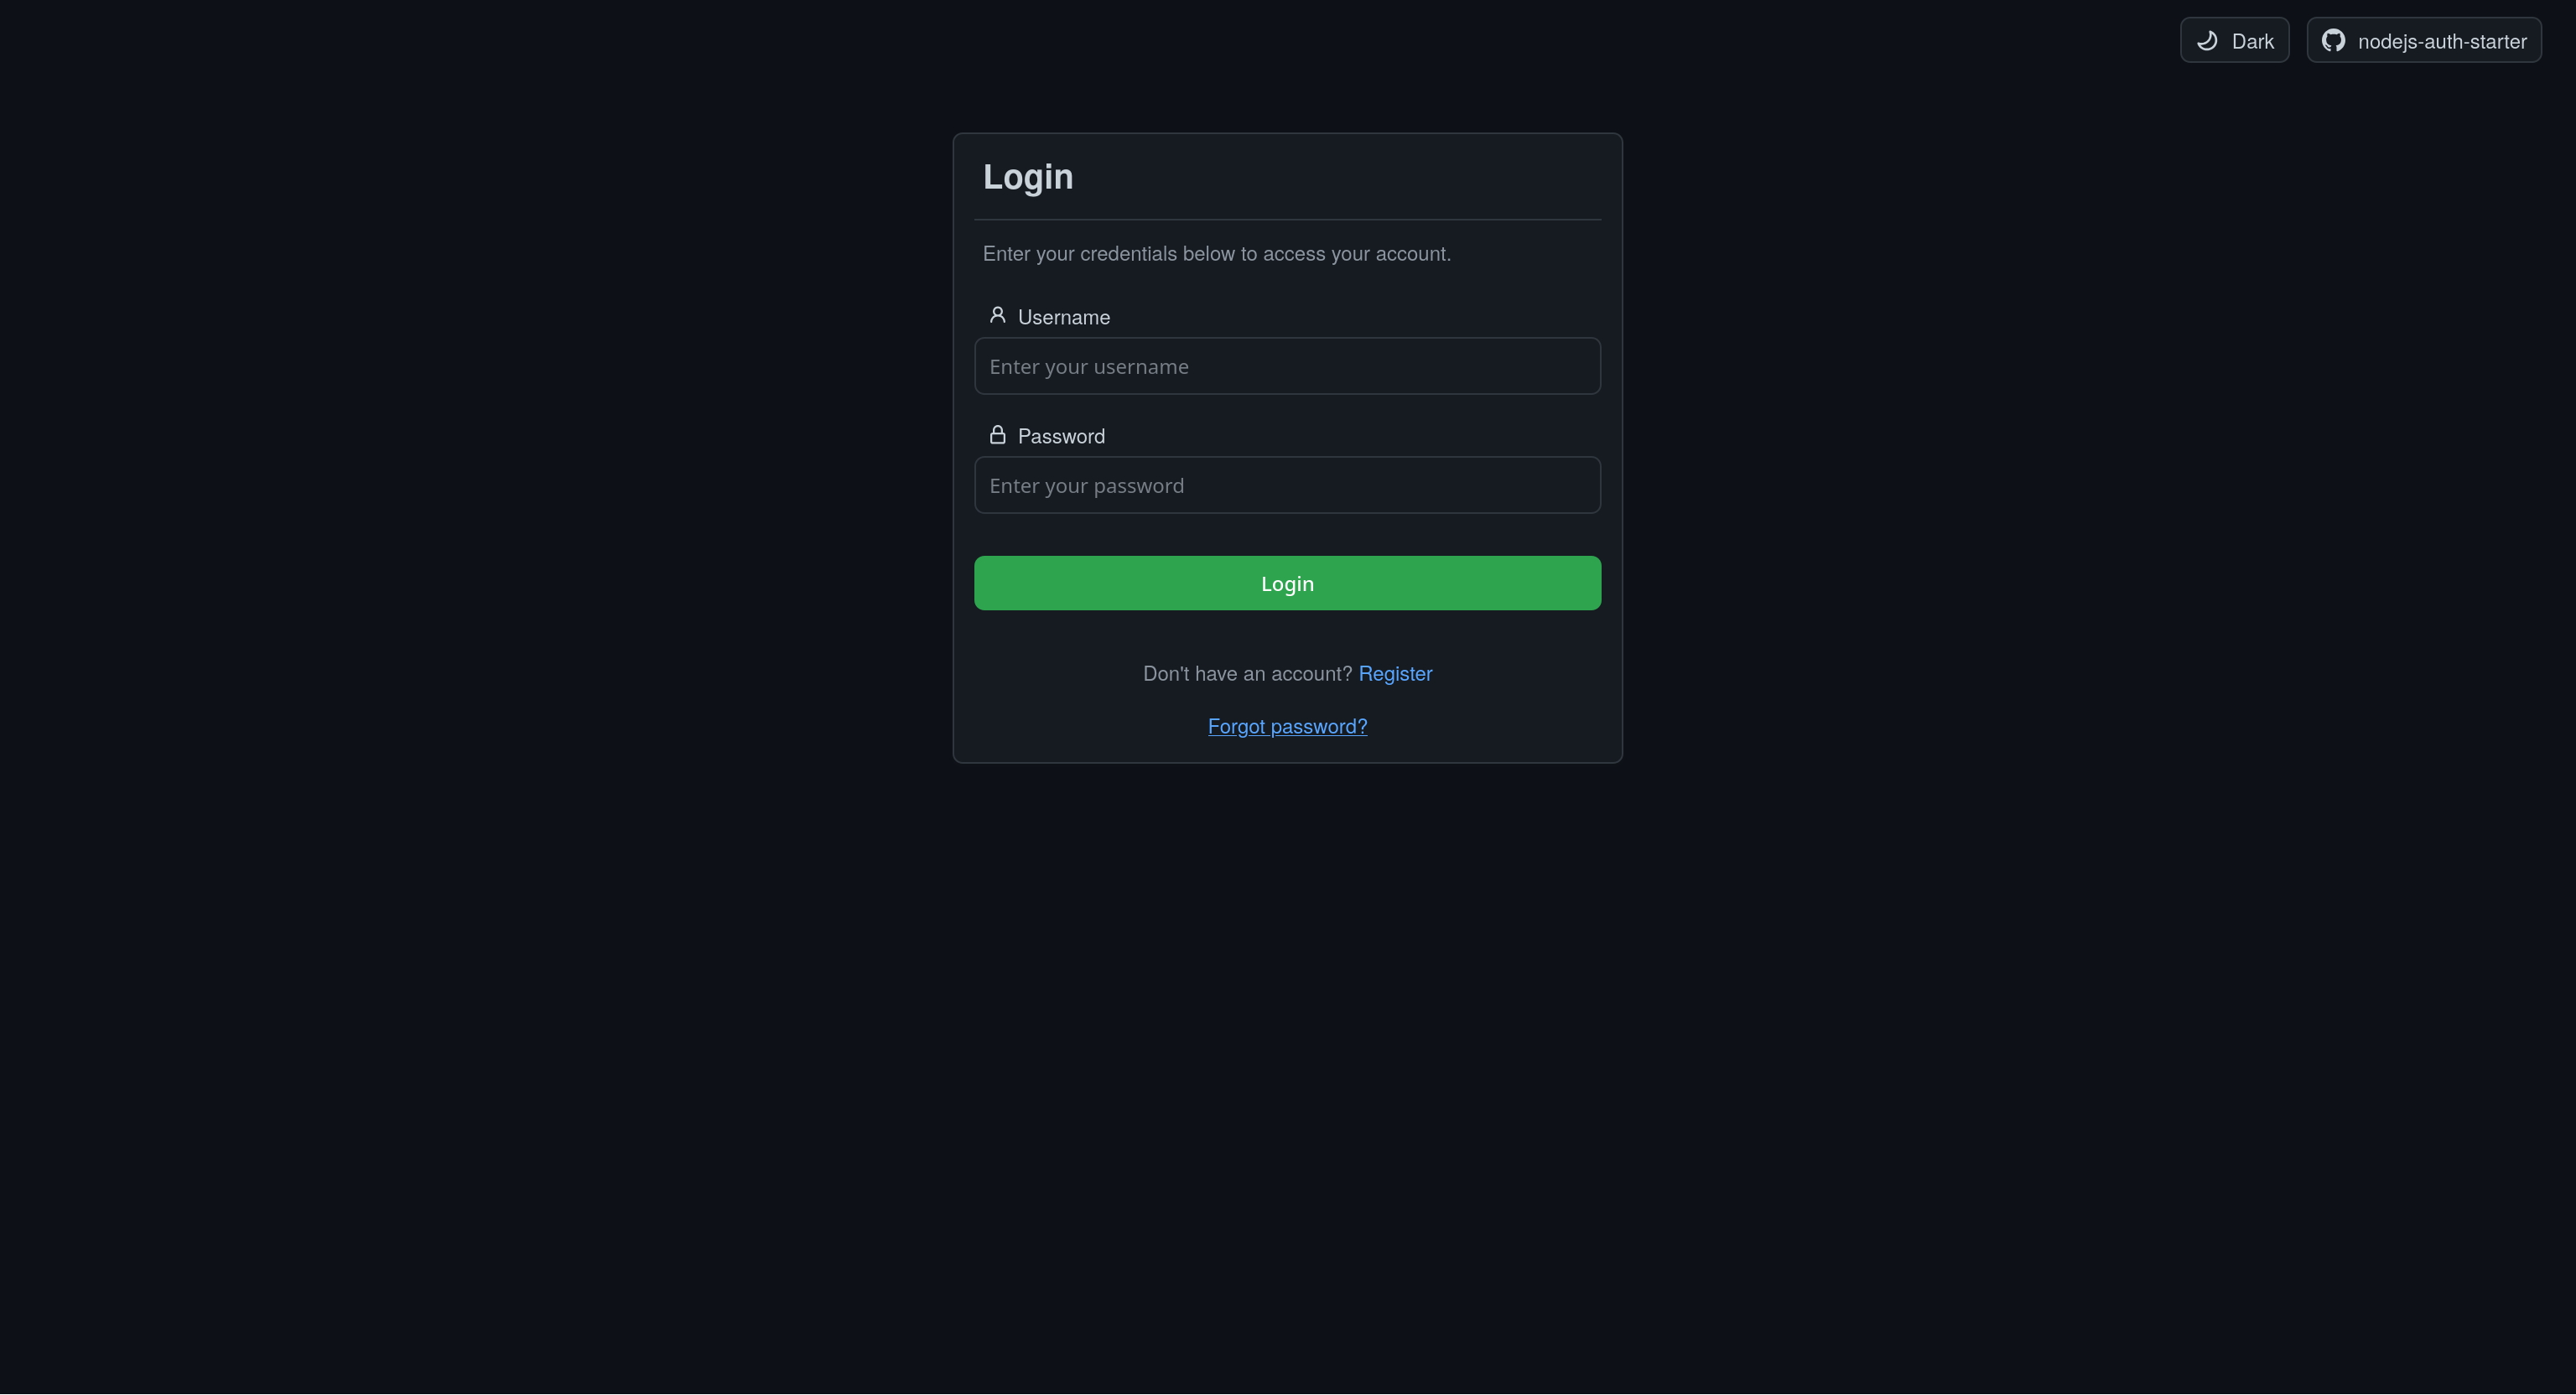 Dark
nodejs-auth-starter
Login
Enter your credentials below to access your account.
Username
Enter your username
Password
Enter your password
Login
Don't have an account? Register
Forgot password?